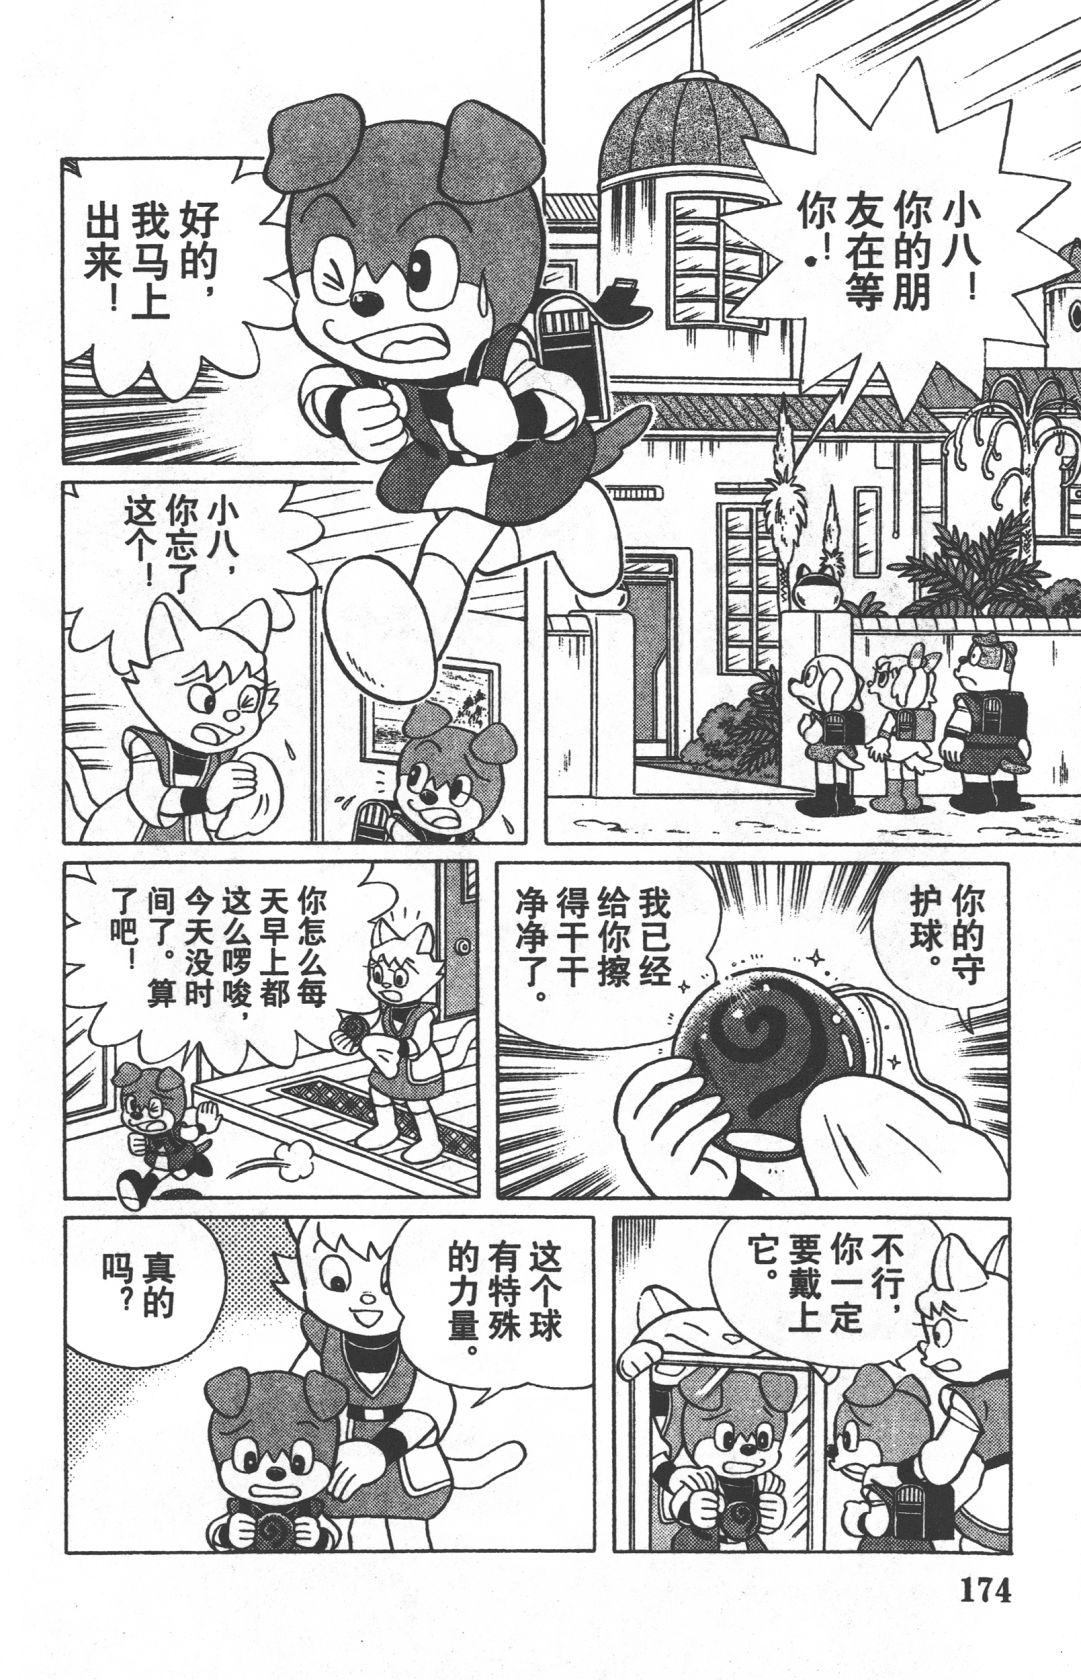 小八！
你的朋
友在等
你！
好的，
我马上
出来！
小八，
你忘了
这个！
你的守
护球。
我已经
给你擦
得干干
净净了。
你怎么每
天早上都
这么啰唆，
今天没时
间了。算
了吧！
不行，
你一定
要戴上
它。
这个球
有特殊
的力量。
真的
吗？
174